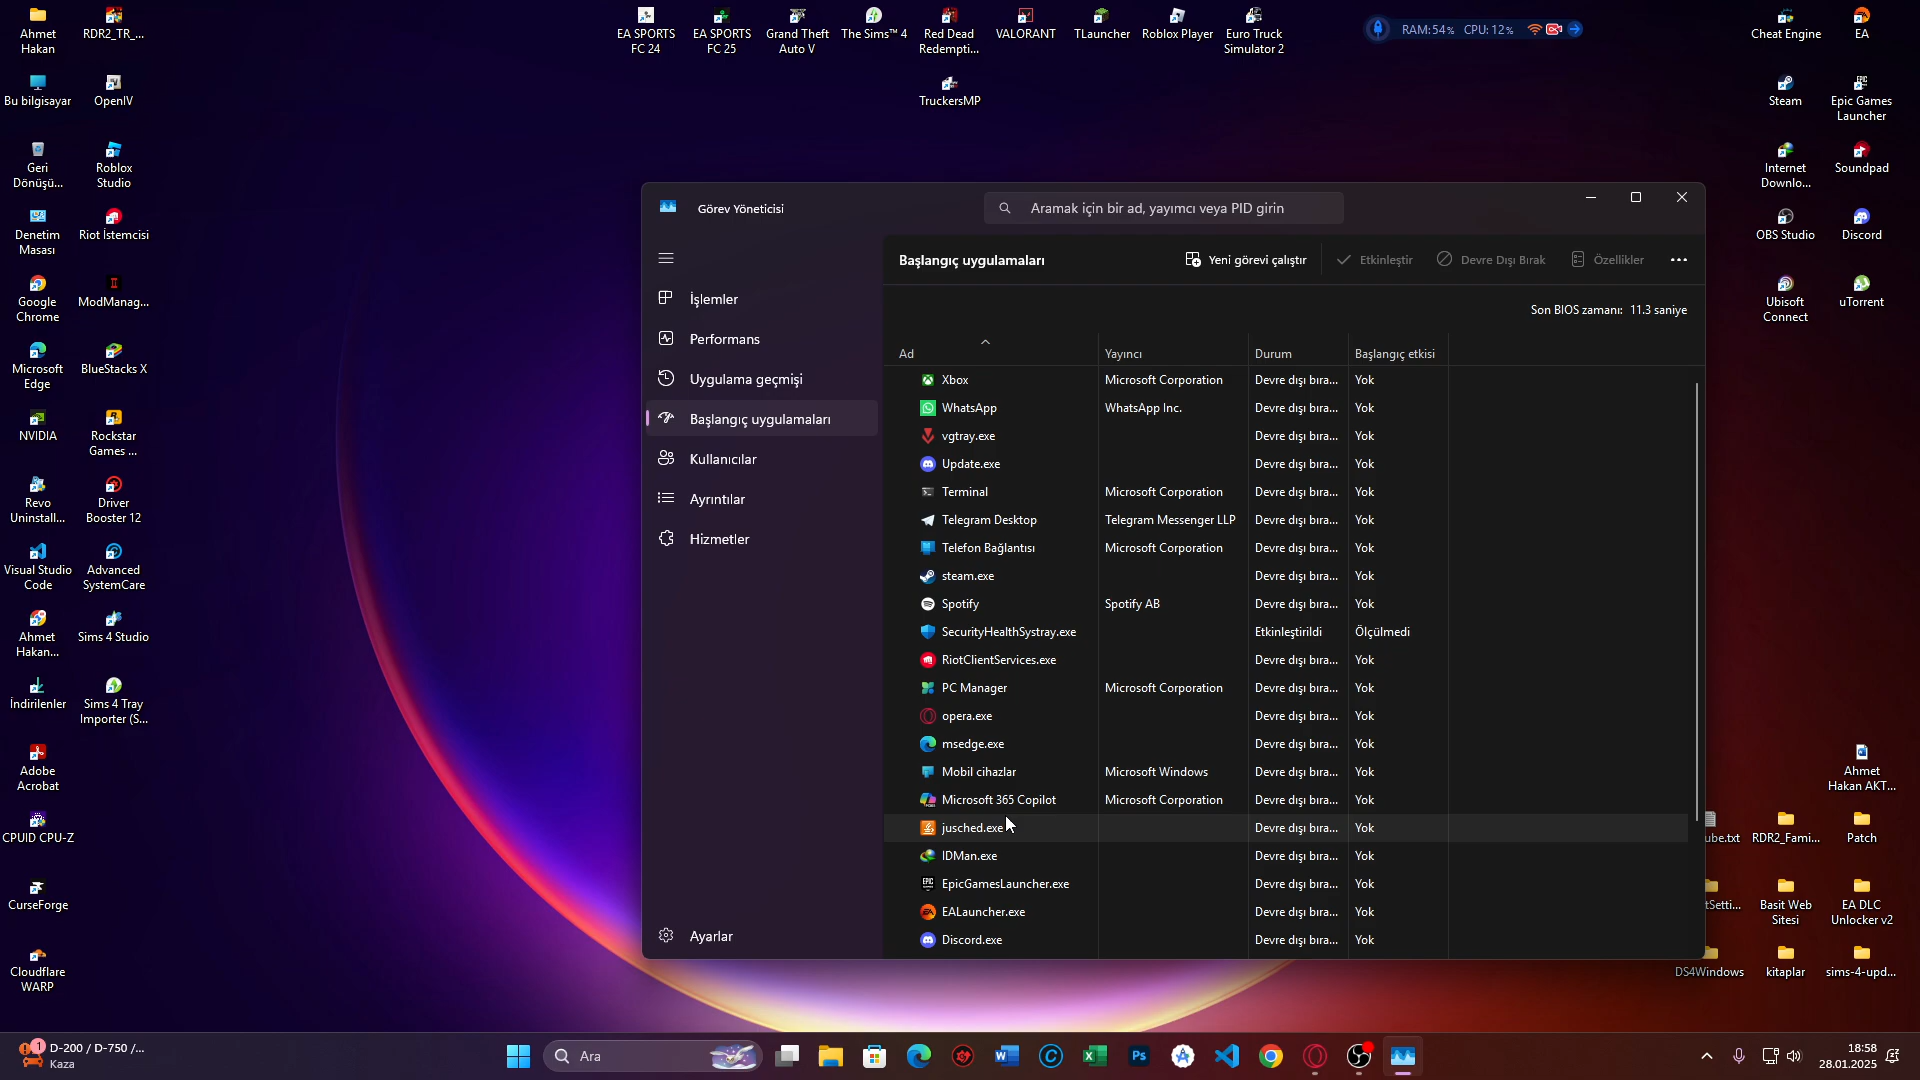 Ahmet
Hakan
RDR2_TR_...
Bu bilgisayar
OpenIV
Geri
Dönüşü...
Roblox
Studio
Denetim
Masası
Riot İstemcisi
Google
Chrome
ModManag...
Microsoft
Edge
BlueStacks X
NVIDIA
Rockstar
Games ...
Revo
Uninstall...
Driver
Booster 12
Visual Studio
Code
Advanced
SystemCare
Ahmet
Hakan...
Sims 4 Studio
İndirilenler
Sims 4 Tray
Importer (S...
Adobe
Acrobat
CPUID CPU-Z
CurseForge
Cloudflare
WARP
EA SPORTS
FC 24
EA SPORTS
FC 25
Grand Theft
Auto V
The Sims™ 4
Red Dead
Redempti...
VALORANT
TLauncher
Roblox Player
Euro Truck
Simulator 2
TruckersMP
RAM:54% CPU: 12%
Cheat Engine
EA
Steam
Epic Games
Launcher
Internet
Downlo...
Soundpad
OBS Studio
Discord
Ubisoft
Connect
uTorrent
Ahmet
Hakan AKT...
ube.txt
RDR2_Fami...
Patch
tSetti...
Basit Web
Sitesi
EA DLC
Unlocker v2
DS4Windows
kitaplar
sims-4-upd...
Görev Yöneticisi
Aramak için bir ad, yayımcı veya PID girin
İşlemler
Performans
Uygulama geçmişi
Başlangıç uygulamaları
Kullanıcılar
Ayrıntılar
Hizmetler
Ayarlar
Başlangıç uygulamaları
Yeni görevi çalıştır
Etkinleştir
Devre Dışı Bırak
Özellikler
Son BIOS zamanı: 11.3 saniye
Ad Yayıncı Durum Başlangıç etkisi
Xbox Microsoft Corporation Devre dışı bıra... Yok
WhatsApp WhatsApp Inc. Devre dışı bıra... Yok
vgtray.exe Devre dışı bıra... Yok
Update.exe Devre dışı bıra... Yok
Terminal Microsoft Corporation Devre dışı bıra... Yok
Telegram Desktop Telegram Messenger LLP Devre dışı bıra... Yok
Telefon Bağlantısı Microsoft Corporation Devre dışı bıra... Yok
steam.exe Devre dışı bıra... Yok
Spotify Spotify AB Devre dışı bıra... Yok
SecurityHealthSystray.exe Etkinleştirildi Ölçülmedi
RiotClientServices.exe Devre dışı bıra... Yok
PC Manager Microsoft Corporation Devre dışı bıra... Yok
opera.exe Devre dışı bıra... Yok
msedge.exe Devre dışı bıra... Yok
Mobil cihazlar Microsoft Windows Devre dışı bıra... Yok
Microsoft 365 Copilot Microsoft Corporation Devre dışı bıra... Yok
jusched.exe Devre dışı bıra... Yok
IDMan.exe Devre dışı bıra... Yok
EpicGamesLauncher.exe Devre dışı bıra... Yok
EALauncher.exe Devre dışı bıra... Yok
Discord.exe Devre dışı bıra... Yok
1
D-200 / D-750 /...
Kaza
Ara
18:58
28.01.2025